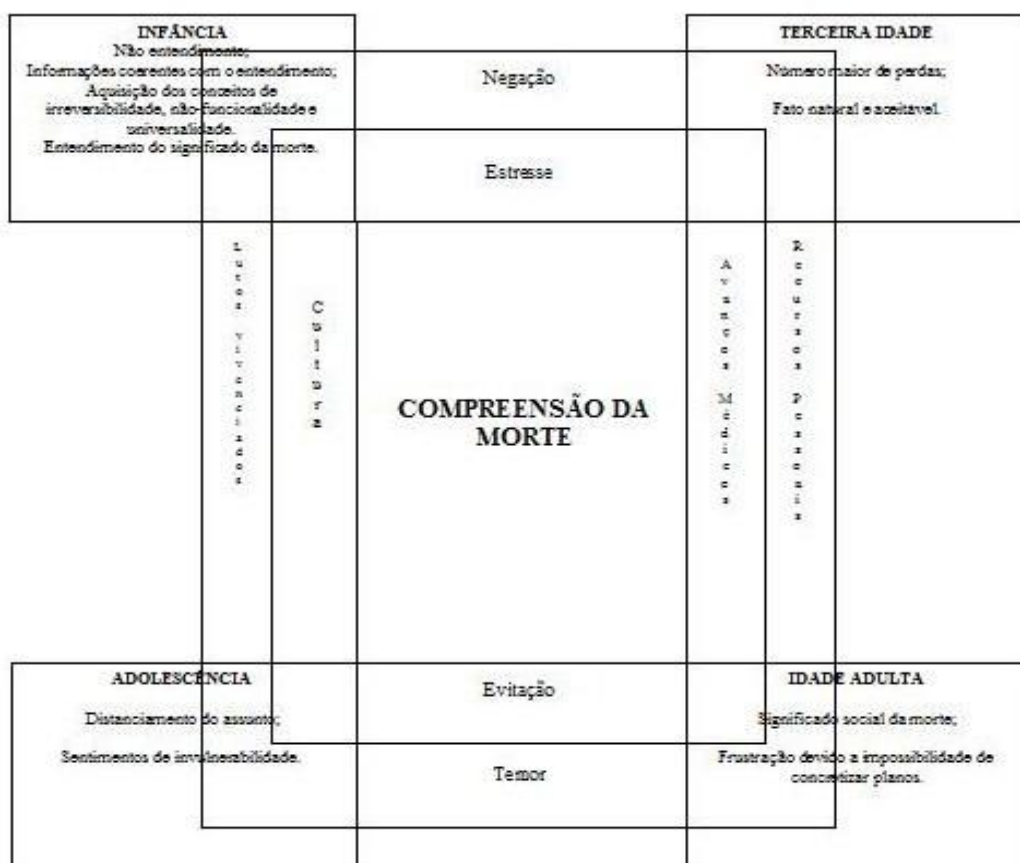 INFÂNCIA
Não entendimento;
Informações coerentes com o entendimento;
Aquisição dos conceitos de
irreversibilidade, não-funcionalidade e
universalidade.
Entendimento do significado da morte.
Negação
Estresse
TERCEIRA IDADE
Número maior de perdas;
Fato natural e aceitável.
Lutos vivenciados
Cultura
COMPREENSÃO DA
MORTE
Avanços Médicos
Recursos Pessoais
ADOLESCÊNCIA
Distanciamento do assunto;
Sentimentos de invulnerabilidade.
Evitação
Temor
IDADE ADULTA
Significado social da morte;
Frustração devido a impossibilidade de
concretizar planos.